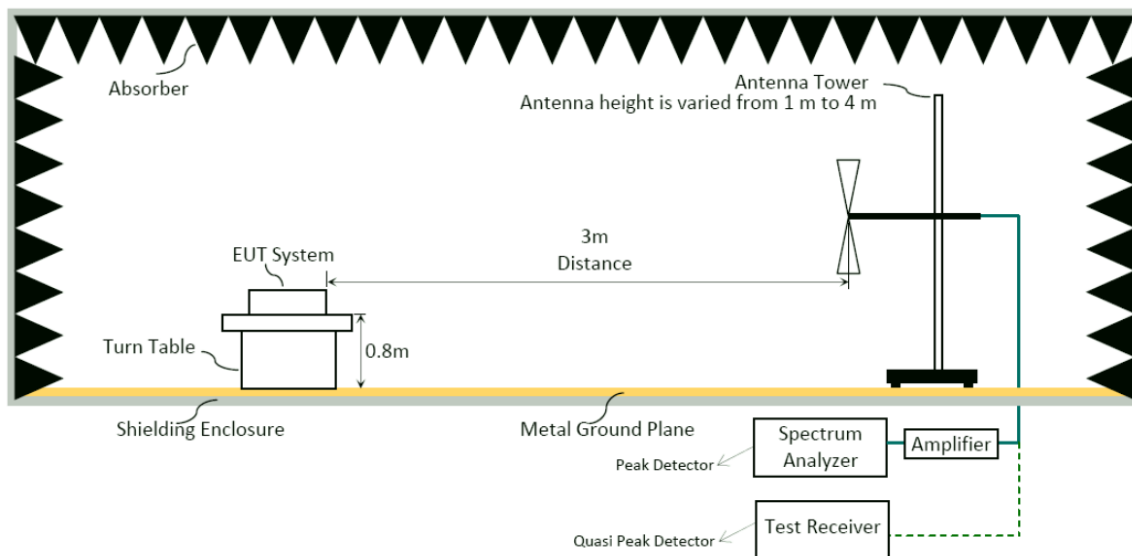 Absorber
Antenna Tower
Antenna height is varied from 1 m to 4 m
3m
Distance
EUT System
Turn Table
0.8m
Shielding Enclosure
Metal Ground Plane
Spectrum
Analyzer
Amplifier
Peak Detector
Test Receiver
Quasi Peak Detector